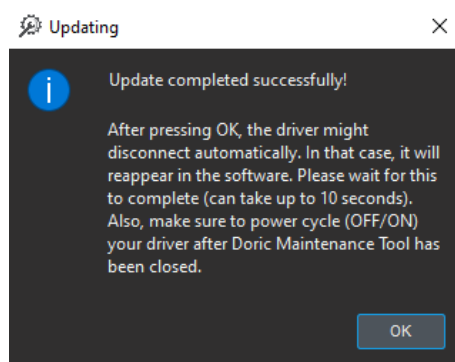 Updating
Update completed successfully!
After pressing OK, the driver might
disconnect automatically. In that case, it will
reappear in the software. Please wait for this
to complete (can take up to 10 seconds).
Also, make sure to power cycle (OFF/ON)
your driver after Doric Maintenance Tool has
been closed.
OK